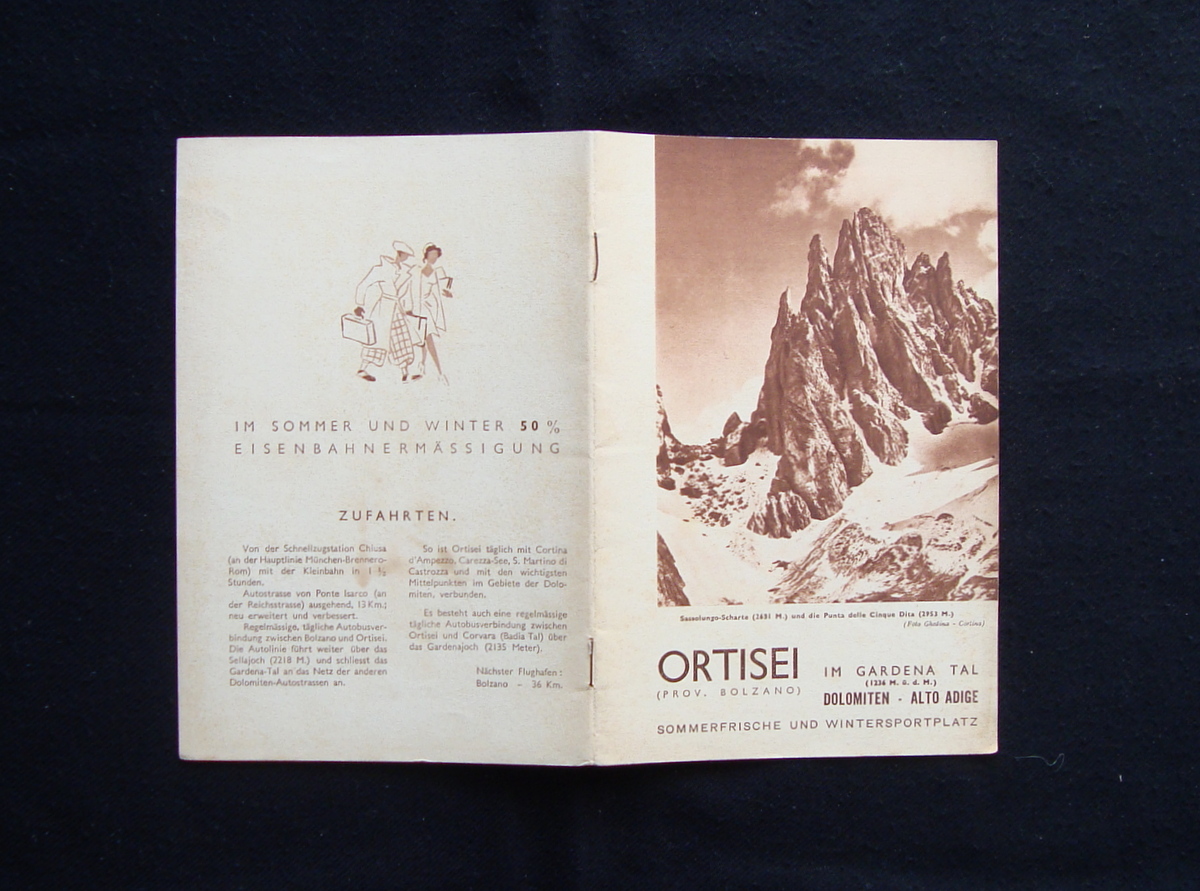 IM SOMMER UND WINTER 50 %
EISENBAHNERMÄSSIGUNG
ZUFAHRTEN.
Von der Schnellzugstation Chiusa
(an der Hauptlinie München-Brennero-
Rom) mit der Kleinbahn in 1 ½
Stunden.
Autostrasse von Ponte Isarco (an
der Reichsstrasse) ausgehend, 13 Km.;
neu erweitert und verbessert.
Regelmässige, tägliche Autobusver-
bindung zwischen Bolzano und Ortisei.
Die Autolinie führt weiter über das
Sellajoch (2218 M.) und schliesst das
Gardena-Tal an das Netz der anderen
Dolomiten-Autostrassen an.
So ist Ortisei täglich mit Cortina
d'Ampezzo, Carezza-See, S. Martino di
Castrozza und mit den wichtigsten
Mittelpunkten im Gebiete der Dolo-
miten, verbunden.
Es besteht auch eine regelmässige
tägliche Autobusverbindung zwischen
Ortisei und Corvara (Badia Tal) über
das Gardenajoch (2135 Meter).
Nächster Flughafen:
Bolzano - 36 Km.
Sassolungo-Scharte (2681 M.) und die Punta delle Cinque Dita (2953 M.)
(Foto Ghedina - Cortina)
ORTISEI
(PROV. BOLZANO)
IM GARDENA TAL
(1236 M. ü. d. M.)
DOLOMITEN - ALTO ADIGE
SOMMERFRISCHE UND WINTERSPORTPLATZ